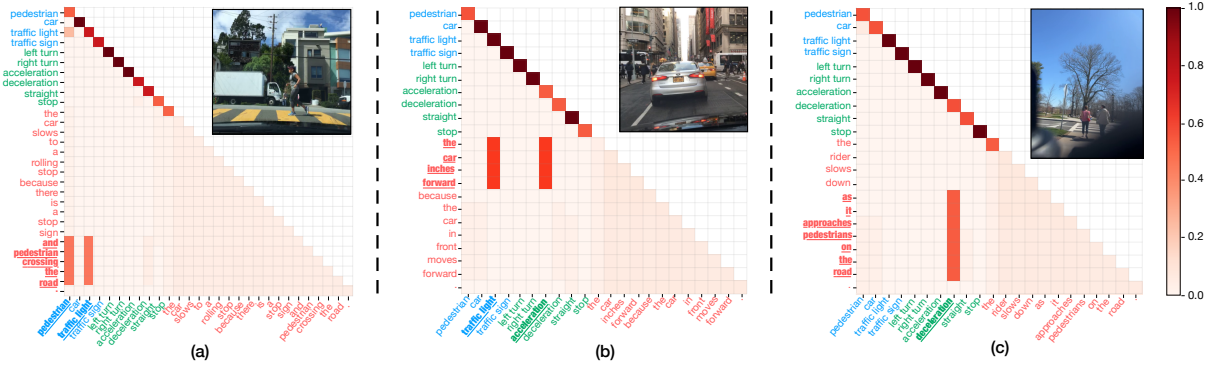 pedestrian
car
traffic light
traffic sign
left turn
right turn
acceleration
deceleration
straight
stop
the
car
slows
to
a
rolling
stop
because
there
is
a
stop
sign
and
pedestrian
crossing
the
road
.
pedestrian
car
traffic light
traffic sign
left turn
right turn
acceleration
deceleration
straight
stop
the
car
slows
to
a
rolling
stop
because
there
is
a
stop
sign
and
pedestrian
crossing
the
road
.
(a)
pedestrian
car
traffic light
traffic sign
left turn
right turn
acceleration
deceleration
straight
stop
the
car
inches
forward
because
the
car
in
front
moves
forward
.
pedestrian
car
traffic light
traffic sign
left turn
right turn
acceleration
deceleration
straight
stop
the
car
inches
forward
because
the
car
in
front
moves
forward
.
(b)
pedestrian
car
traffic light
traffic sign
left turn
right turn
acceleration
deceleration
straight
stop
the
rider
slows
down
as
it
approaches
pedestrians
on
the
road
.
pedestrian
car
traffic light
traffic sign
left turn
right turn
acceleration
deceleration
straight
stop
the
rider
slows
down
as
it
approaches
pedestrians
on
the
road
.
(c)
1.0
0.8
0.6
0.4
0.2
0.0